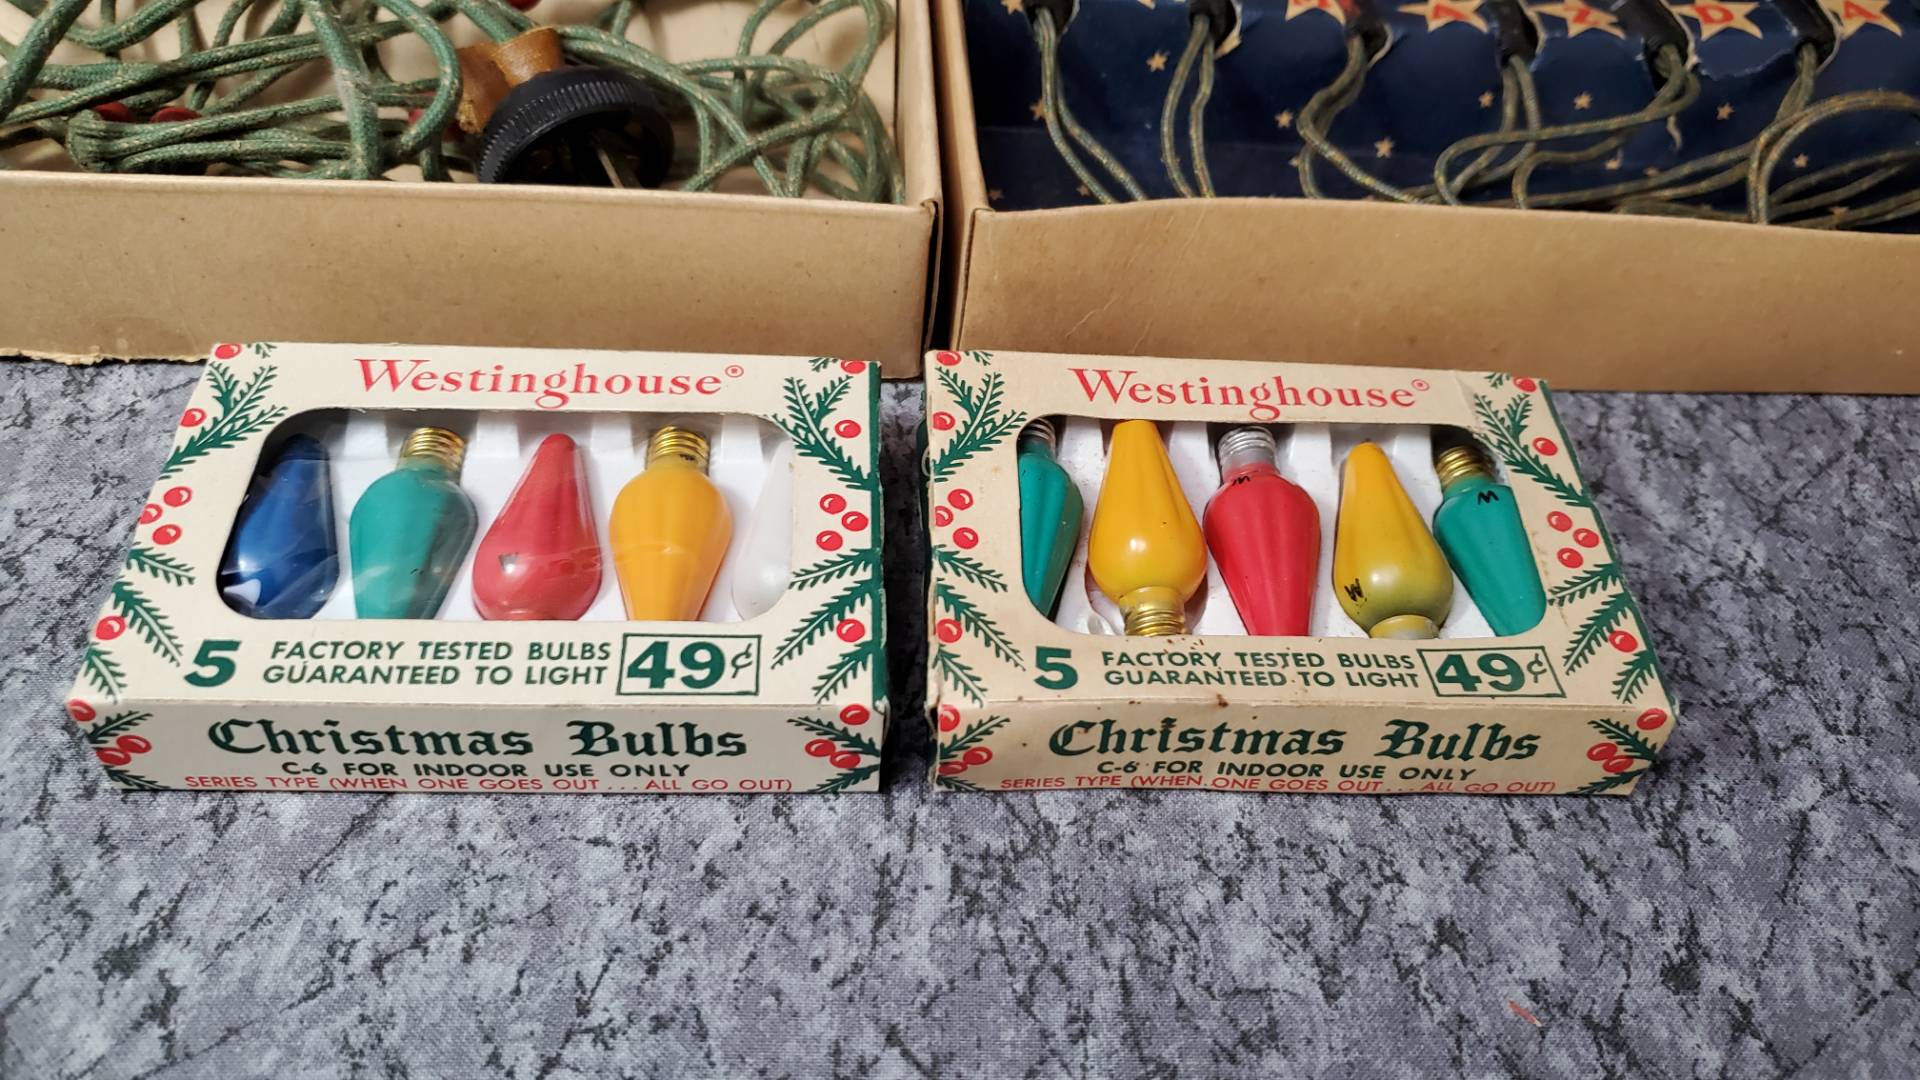 A Z D A
Westinghouse®
5 FACTORY TESTED BULBS
GUARANTEED TO LIGHT 49¢
Christmas Bulbs
C-6 FOR INDOOR USE ONLY
SERIES TYPE (WHEN ONE GOES OUT...ALL GO OUT)
Westinghouse®
W
M
5 FACTORY TESTED BULBS
GUARANTEED TO LIGHT 49¢
Christmas Bulbs
C-6 FOR INDOOR USE ONLY
SERIES TYPE (WHEN ONE GOES OUT...ALL GO OUT)